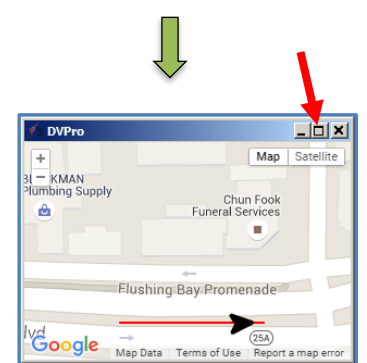 DVPro
Map Satellite
KMAN
Plumbing Supply
Chun Fook
Funeral Services
Flushing Bay Promenade
lvd
25A
Google
Map Data Terms of Use Report a map error